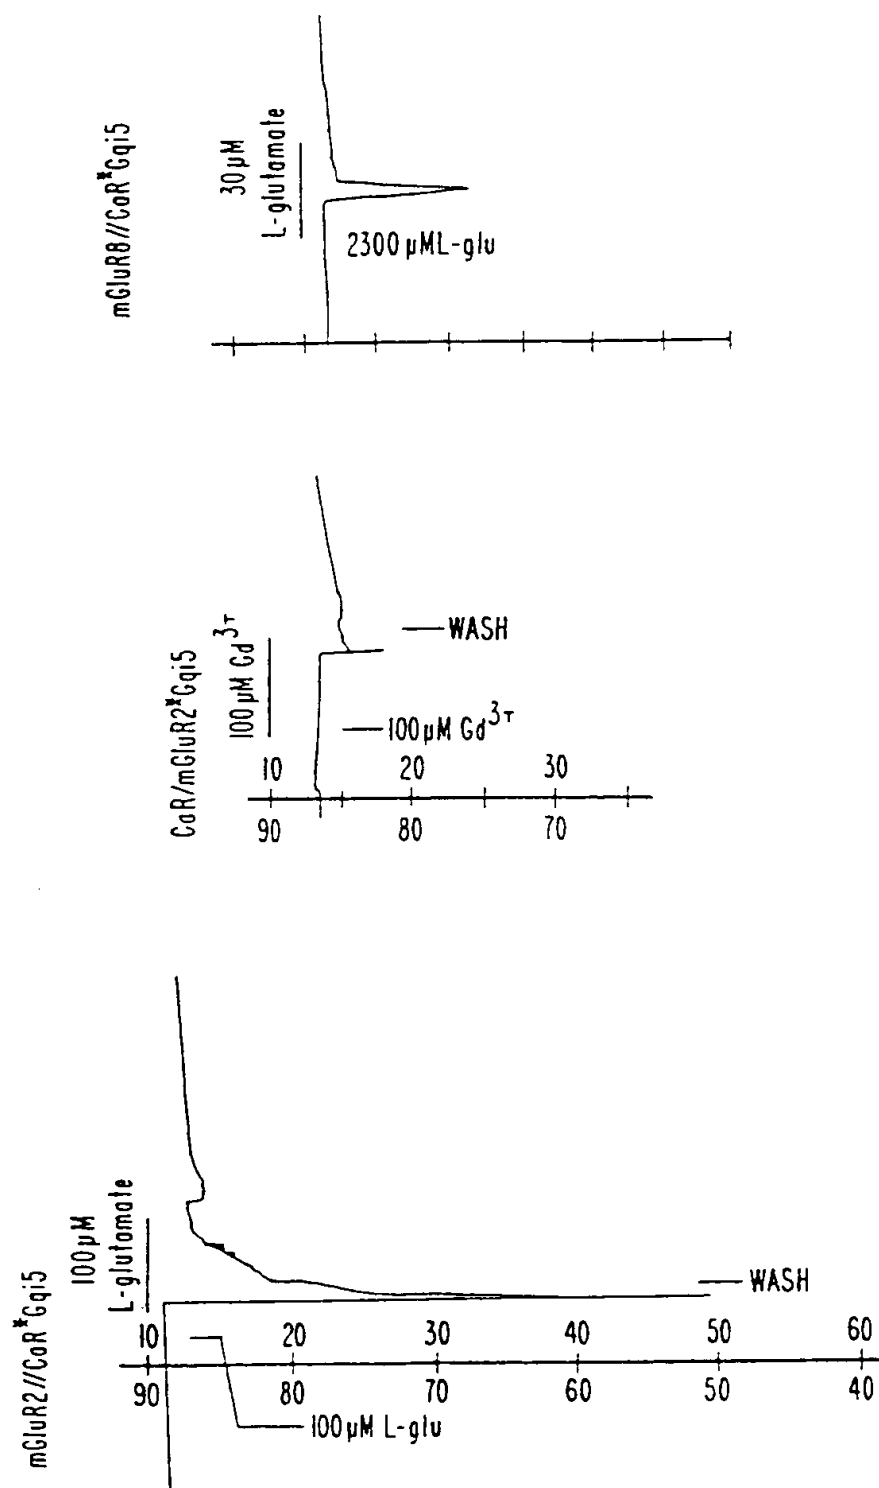 mGluR8//CaR*Gqi5
30 µM
L-glutamate
2300 µML-glu
CaR/mGluR2*Gqi5
100 µM Gd3+
WASH
100 µM Gd3+
10 20 30
90 80 70
mGluR2//CaR*Gqi5
100 µM
L-glutamate
WASH
10 20 30 40 50 60
90 80 70 60 50 40
100 µM L-glu